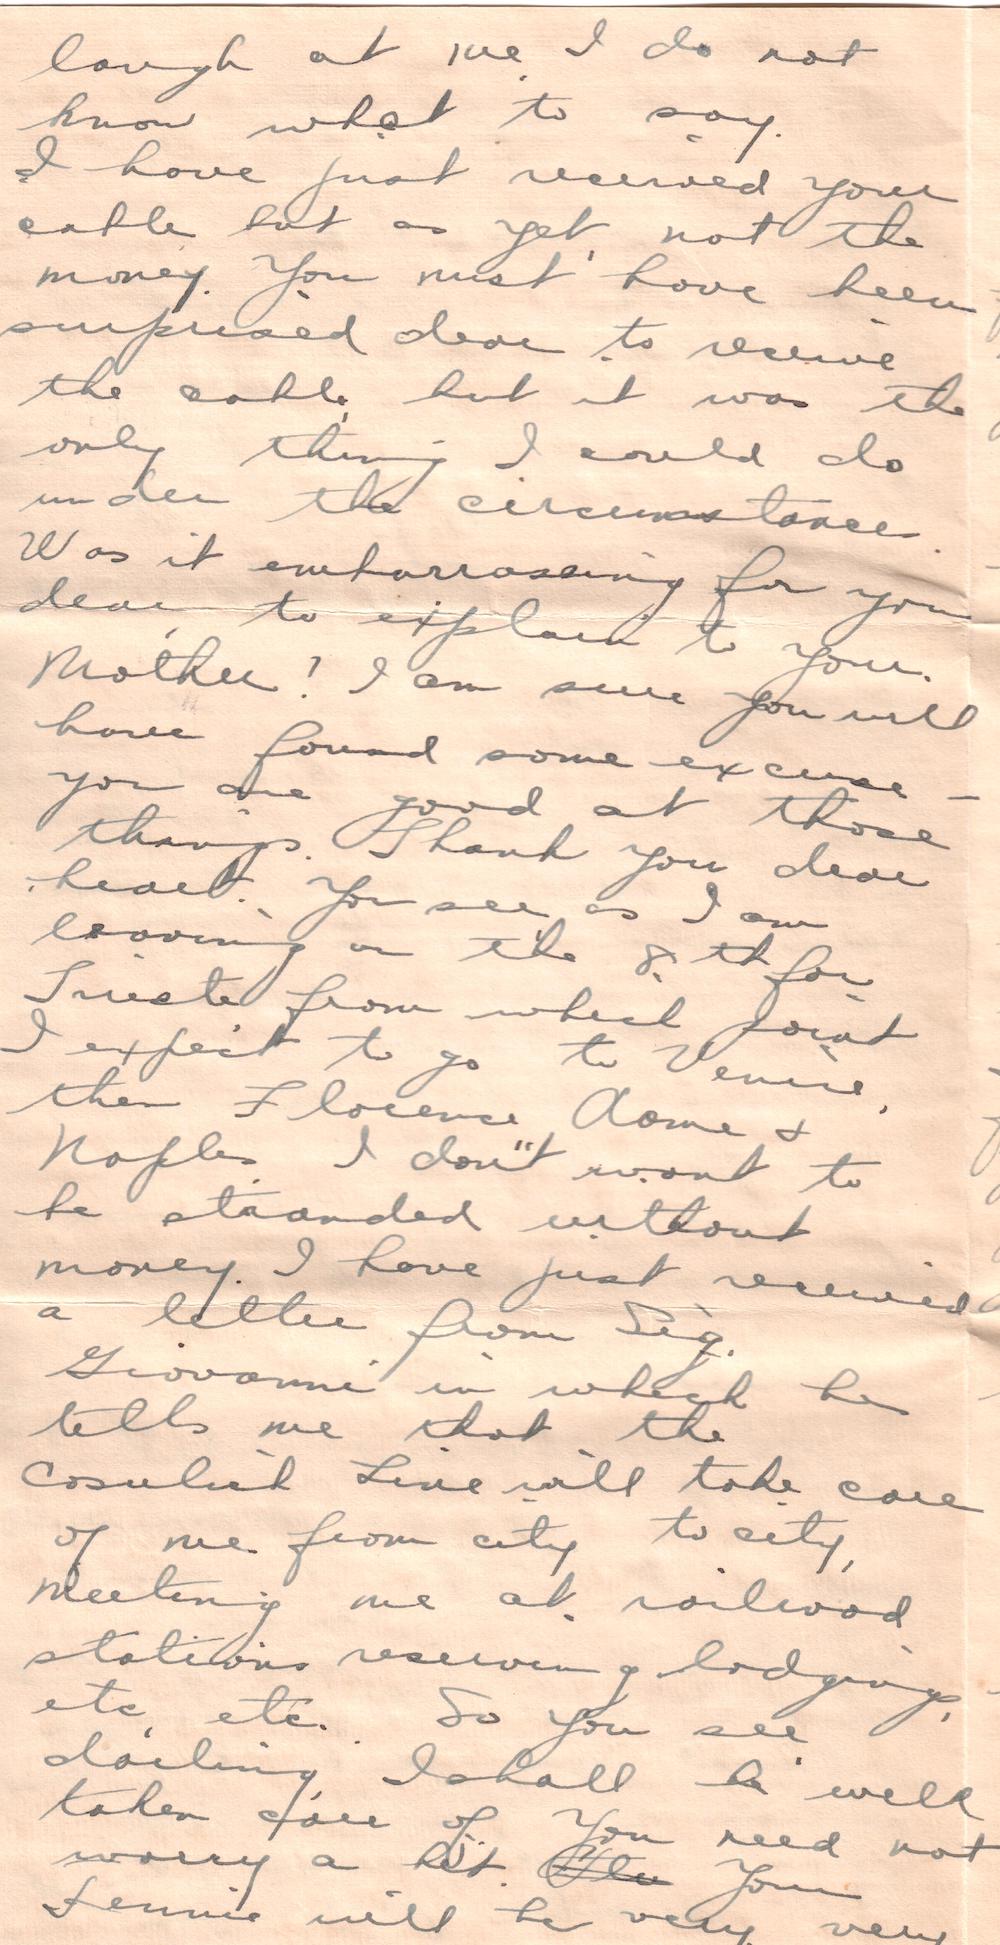 laugh at me. I do not
know what to say.
I have just received your
cable but as yet, not the
money. You must have been
surprised dear to receive
the cable, but it was the
only thing I could do
under the circumstances.
Was it embarrassing for you
dear, to explain to your
Mother? I am sure you will
have found some excuse –
you are good at those
things. Thank you dear
heart. You see, as I am
leaving on the 8th for
Trieste from which point
I expect to go to Venice,
then Florence, Rome &
Naples. I don't want to
be stranded without
money. I have just received
a letter from Sig.
Giovanni in which he
tells me that the
Cosulich Line will take care
of me from city to city,
meeting me at railroad
stations reserving lodgings,
etc, etc. So you see
darling, I shall be well
taken care of. You need not
worry a bit. Your
Fennie will be very, very